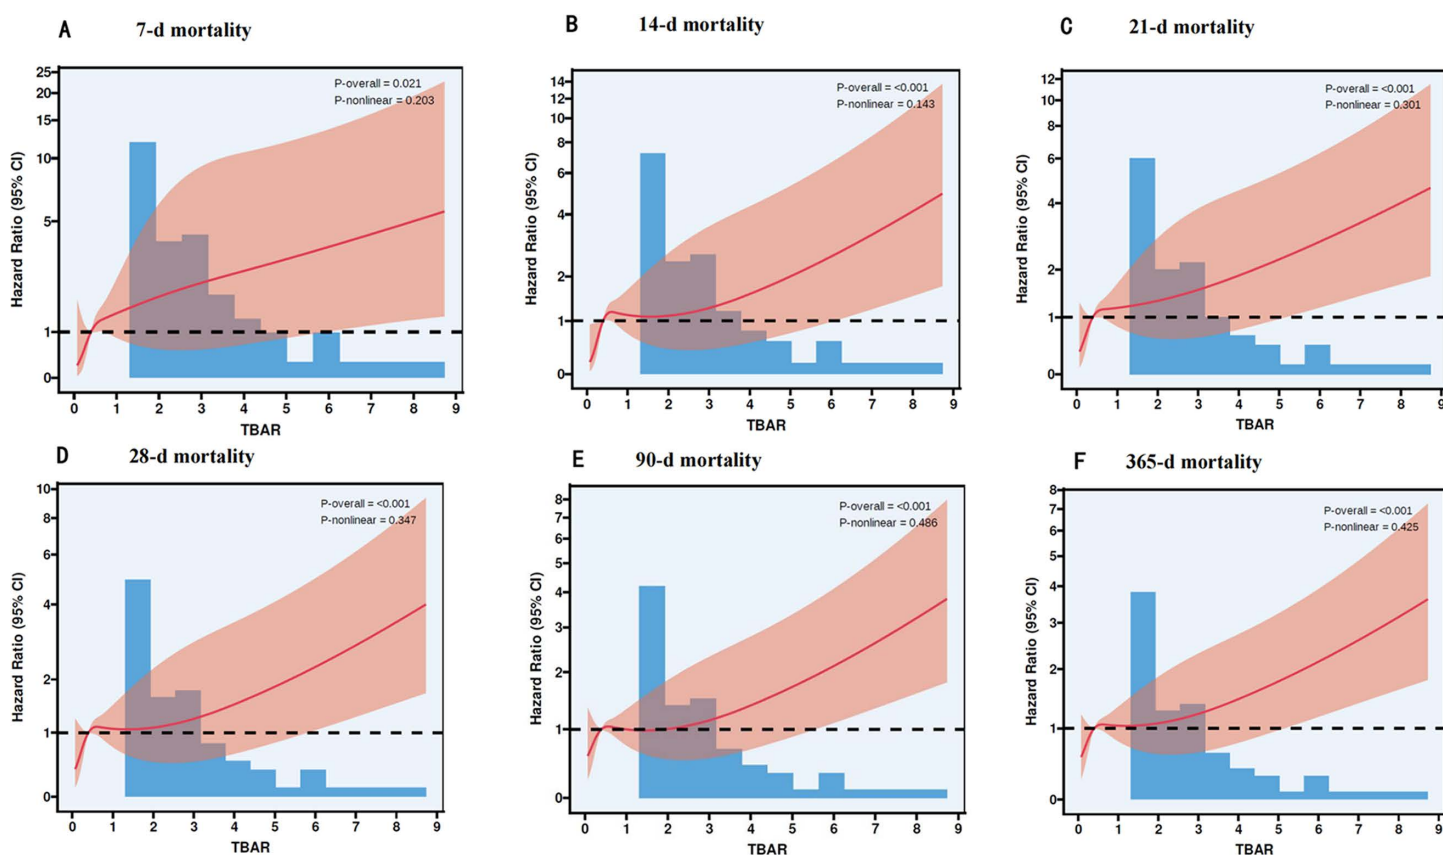 A 7-d mortality
P-overall = 0.021
P-nonlinear = 0.203
Hazard Ratio (95% CI)
25
20
15
10
5
1
0
0 1 2 3 4 5 6 7 8 9
TBAR
B 14-d mortality
P-overall = <0.001
P-nonlinear = 0.143
Hazard Ratio (95% CI)
14
12
10
8
6
4
2
1
0
0 1 2 3 4 5 6 7 8 9
TBAR
C 21-d mortality
P-overall = <0.001
P-nonlinear = 0.301
Hazard Ratio (95% CI)
12
10
8
6
4
2
1
0
0 1 2 3 4 5 6 7 8 9
TBAR
D 28-d mortality
P-overall = <0.001
P-nonlinear = 0.347
Hazard Ratio (95% CI)
10
8
6
4
2
1
0
0 1 2 3 4 5 6 7 8 9
TBAR
E 90-d mortality
P-overall = <0.001
P-nonlinear = 0.486
Hazard Ratio (95% CI)
8
7
6
5
4
3
2
1
0
0 1 2 3 4 5 6 7 8 9
TBAR
F 365-d mortality
P-overall = <0.001
P-nonlinear = 0.425
Hazard Ratio (95% CI)
8
7
6
5
4
3
2
1
0
0 1 2 3 4 5 6 7 8 9
TBAR